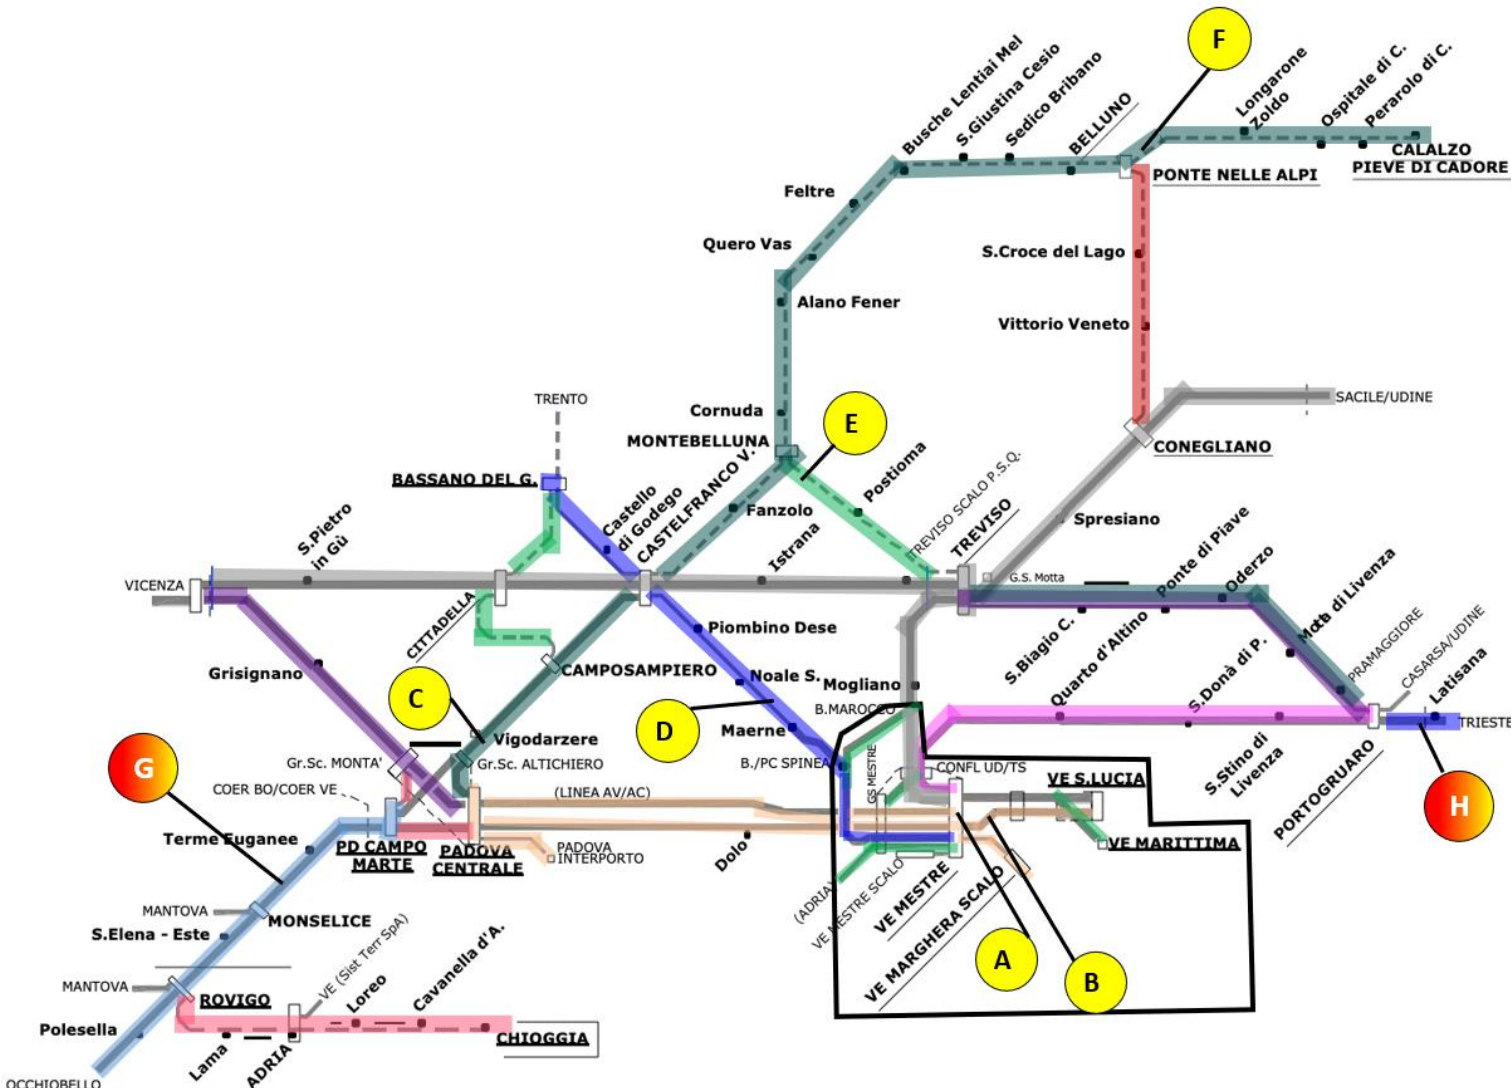 F
Busche Lentiai Mel
S.Giustina Cesio
Sedico Bribano
BELLUNO
Longarone
Zoldo
Ospitale di C.
Perarolo di C.
CALALZO
PIEVE DI CADORE
PONTE NELLE ALPI
Feltre
Quero Vas
S.Croce del Lago
Alano Fener
Vittorio Veneto
TRENTO
SACILE/UDINE
Cornuda
E
MONTEBELLUNA
CONEGLIANO
BASSANO DEL G.
Castello
di Godego
CASTELFRANCO V.
Postioma
TREVISO SCALO P.S.Q.
TREVISO
Fanzolo
Spresiano
S.Pietro
in Gù
Istrana
G.S. Motta
Ponte di Piave
Oderzo
VICENZA
CITTADELLA
S.Biagio C.
Quarto d'Altino
S.Donà di P.
PRAMAGGIORE
CASARSA/UDINE
Latisana
Piombino Dese
Grisignano
CAMPOSAMPIERO
Noale S.
Mogliano
C
D
B.MAROCCO
TRIESTE
Maerne
Vigodarzere
G
Gr.Sc. MONTA'
Gr.Sc. ALTICHIERO
B./PC SPINEA
GS MESTRE
CONFL UD/TS
VE S.LUCIA
S.Stino di
Livenza
PORTOGRUARO
H
COER BO/COER VE
(LINEA AV/AC)
Terme Euganee
PD CAMPO
MARTE
PADOVA
CENTRALE
PADOVA
INTERPORTO
Dolo
VE MARITTIMA
(ADRIA)
VE MESTRE SCALO
VE MESTRE
VE MARGHERA SCALO
MANTOVA
MONSELICE
S.Elena - Este
A
B
VE (Sist Terr SpA)
MANTOVA
ROVIGO
Loreo
Cavanella d'A.
Polesella
Lama
ADRIA
CHIOGGIA
OCCHIOBELLO